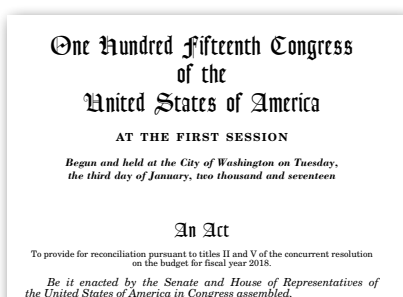 One Hundred Fifteenth Congress
of the
United States of America
AT THE FIRST SESSION
Begun and held at the City of Washington on Tuesday,
the third day of January, two thousand and seventeen
An Act
To provide for reconciliation pursuant to titles II and V of the concurrent resolution
on the budget for fiscal year 2018.
Be it enacted by the Senate and House of Representatives of
the United States of America in Congress assembled,